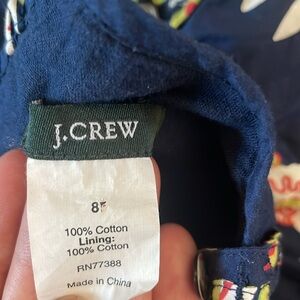 J.CREW
8
100% Cotton
Lining:
100% Cotton
RN77388
Made in China